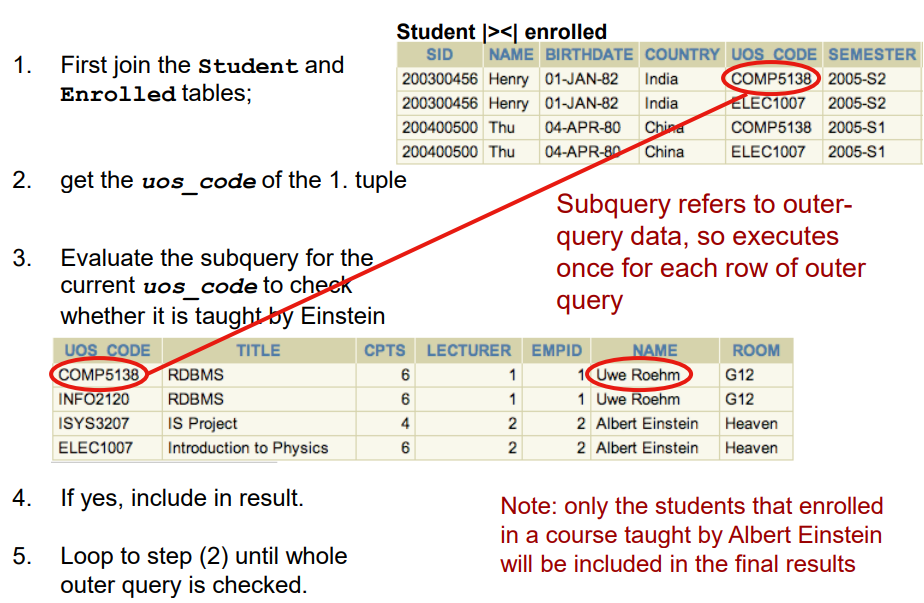 Student |><| enrolled
SID NAME BIRTHDATE COUNTRY UOS_CODE SEMESTER
200300456 Henry 01-JAN-82 India COMP5138 2005-S2
200300456 Henry 01-JAN-82 India ELEC1007 2005-S2
200400500 Thu 04-APR-80 China COMP5138 2005-S1
200400500 Thu 04-APR-80 China ELEC1007 2005-S1
1. First join the Student and
Enrolled tables;
2. get the uos_code of the 1. tuple
Subquery refers to outer-
query data, so executes
once for each row of outer
query
3. Evaluate the subquery for the
current uos_code to check
whether it is taught by Einstein
UOS_CODE TITLE CPTS LECTURER EMPID NAME ROOM
COMP5138 RDBMS 6 1 1 Uwe Roehm G12
INFO2120 RDBMS 6 1 1 Uwe Roehm G12
ISYS3207 IS Project 4 2 2 Albert Einstein Heaven
ELEC1007 Introduction to Physics 6 2 2 Albert Einstein Heaven
4. If yes, include in result.
5. Loop to step (2) until whole
outer query is checked.
Note: only the students that enrolled
in a course taught by Albert Einstein
will be included in the final results